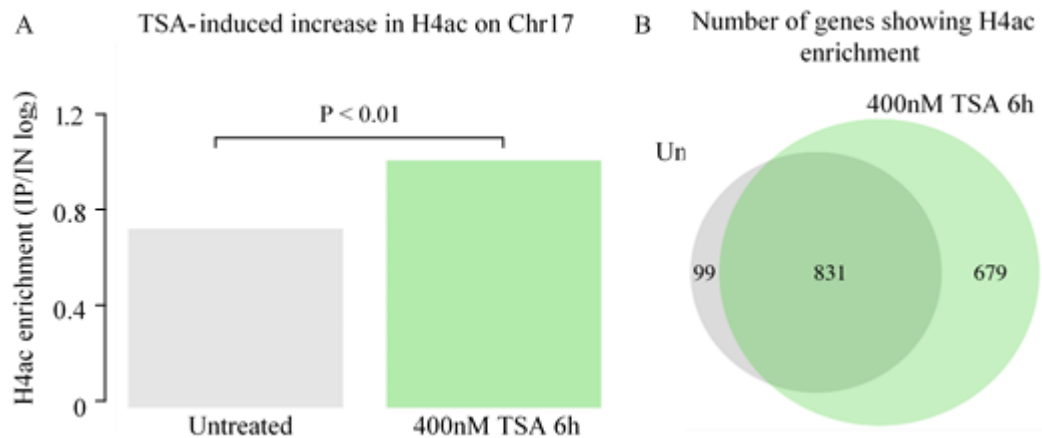 A
TSA-induced increase in H4ac on Chr17
H4ac enrichment (IP/IN log₂)
1.2
0.8
0.4
0
P < 0.01
Untreated
400nM TSA 6h
B
Number of genes showing H4ac
enrichment
400nM TSA 6h
Un
99
831
679